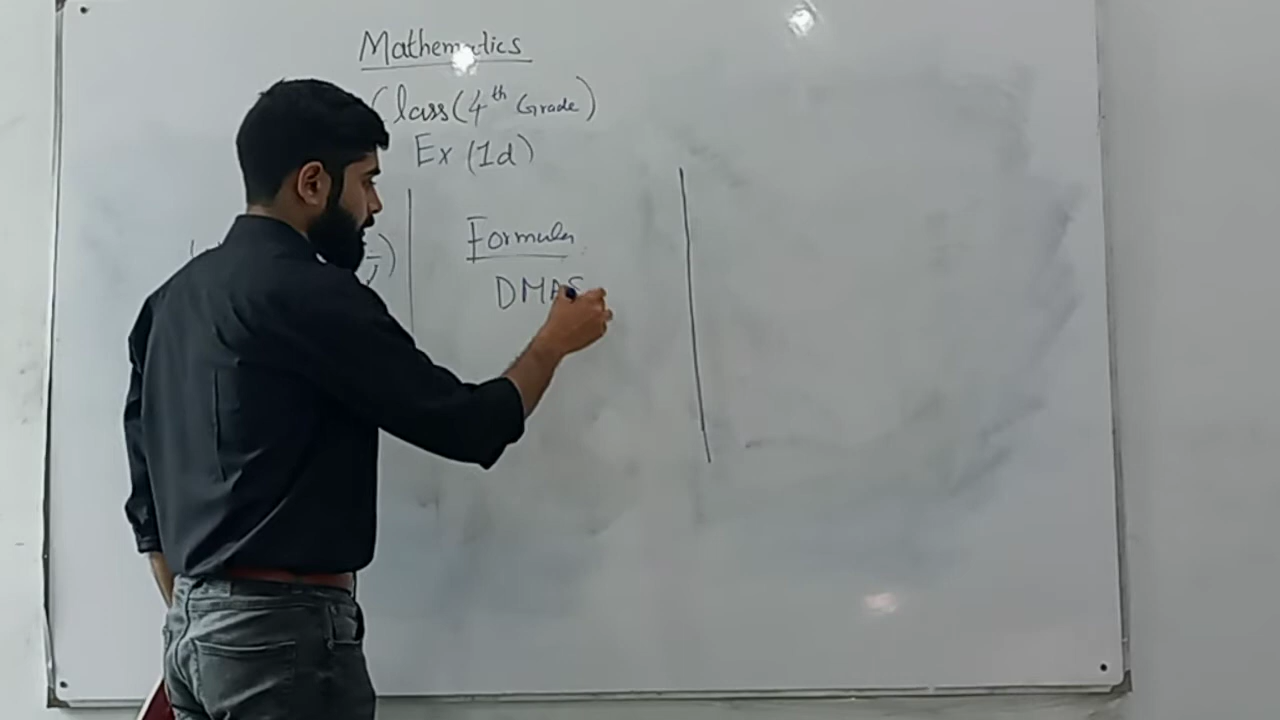 Mathematics
Class (4th Grade)
Ex (1d)
Formula
DMAS